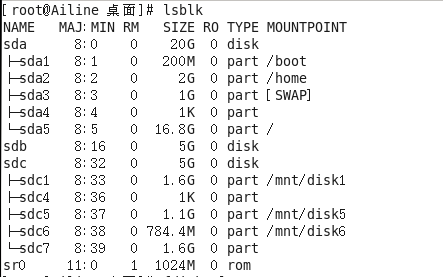 [root@Ailine 桌面]# lsblk
NAME   MAJ:MIN RM   SIZE RO TYPE MOUNTPOINT
sda      8:0    0    20G  0 disk
├─sda1   8:1    0   200M  0 part /boot
├─sda2   8:2    0     2G  0 part /home
├─sda3   8:3    0     1G  0 part [SWAP]
├─sda4   8:4    0     1K  0 part
└─sda5   8:5    0  16.8G  0 part /
sdb      8:16   0     5G  0 disk
sdc      8:32   0     5G  0 disk
├─sdc1   8:33   0   1.6G  0 part /mnt/disk1
├─sdc4   8:36   0     1K  0 part
├─sdc5   8:37   0   1.1G  0 part /mnt/disk5
├─sdc6   8:38   0 784.4M  0 part /mnt/disk6
└─sdc7   8:39   0   1.6G  0 part
sr0     11:0    1  1024M  0 rom